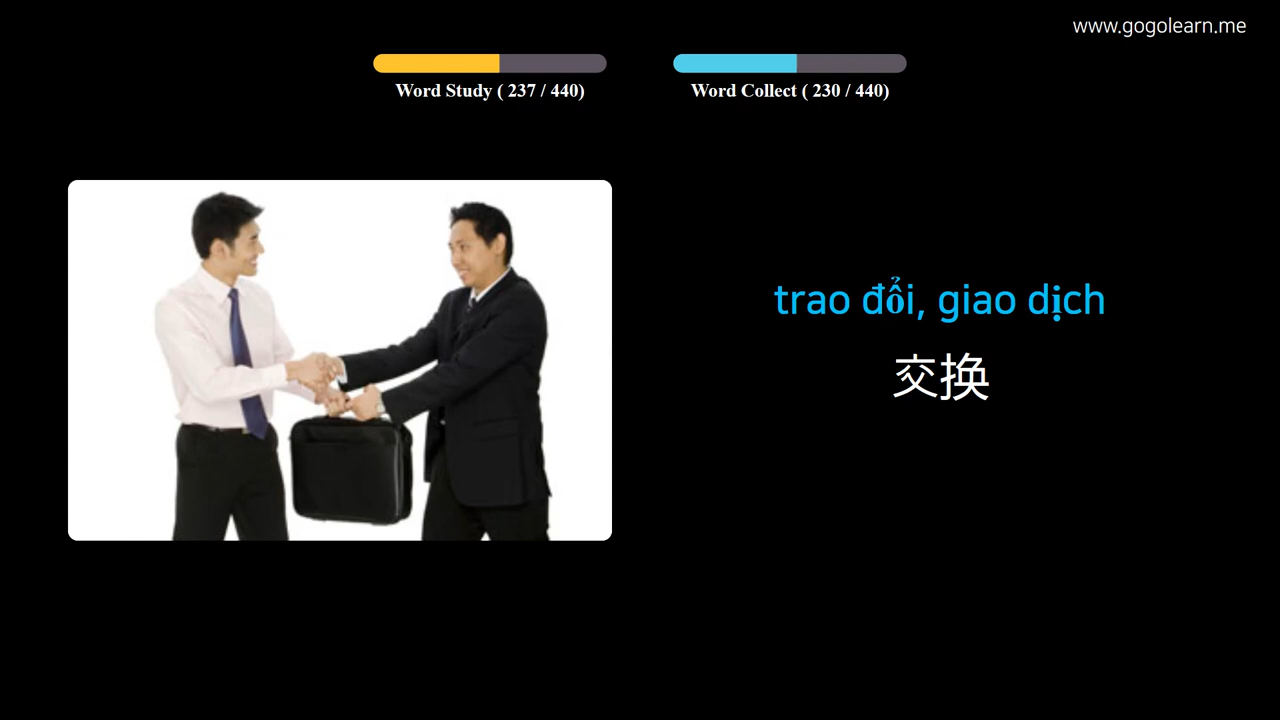 www.gogolearn.me
Word Study ( 237 / 440)
Word Collect ( 230 / 440)
trao đổi, giao dịch
交换